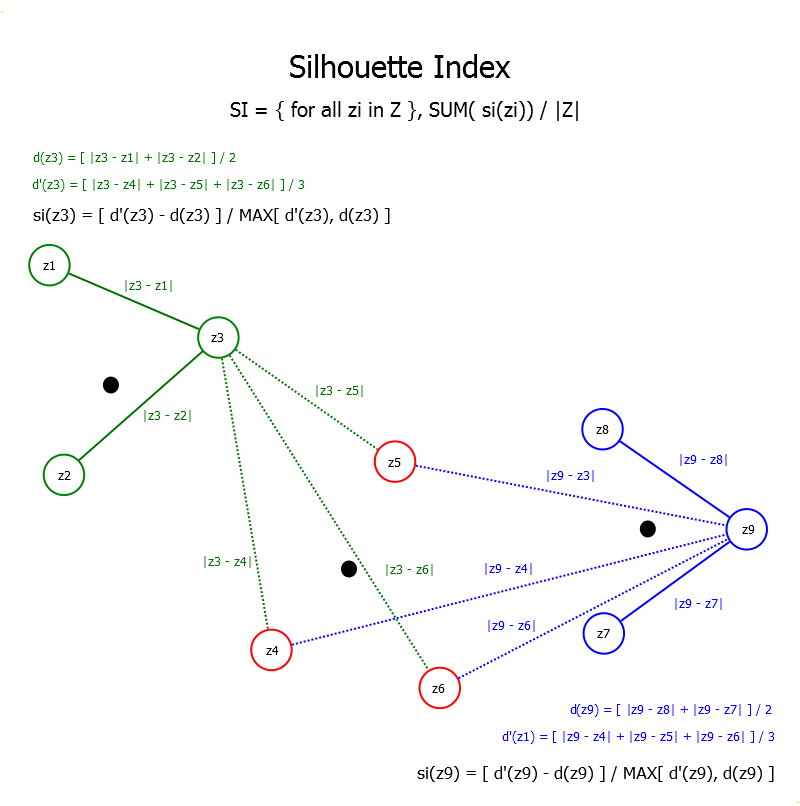 Silhouette Index
SI = { for all zi in Z }, SUM( si(zi)) / |Z|
d(z3) = [ |z3 - z1| + |z3 - z2| ] / 2
d'(z3) = [ |z3 - z4| + |z3 - z5| + |z3 - z6| ] / 3
si(z3) = [ d'(z3) - d(z3) ] / MAX[ d'(z3), d(z3) ]
z1
|z3 - z1|
z3
|z3 - z5|
|z3 - z2|
z8
z5
|z9 - z8|
z2
|z9 - z3|
z9
|z3 - z4|
|z3 - z6|
|z9 - z4|
|z9 - z7|
|z9 - z6|
z7
z4
z6
d(z9) = [ |z9 - z8| + |z9 - z7| ] / 2
d'(z1) = [ |z9 - z4| + |z9 - z5| + |z9 - z6| ] / 3
si(z9) = [ d'(z9) - d(z9) ] / MAX[ d'(z9), d(z9) ]